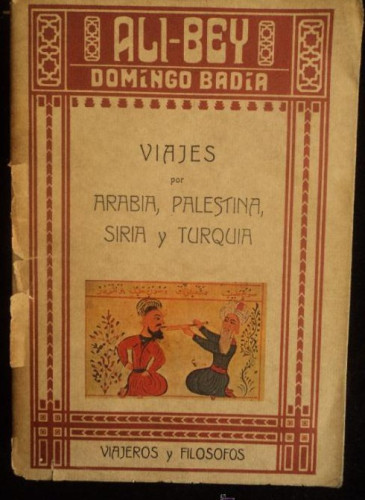 ALI-BEY
DOMINGO BADIA
VIAJES
por
ARABIA, PALESTINA,
SIRIA y TURQUIA
VIAJEROS y FILOSOFOS